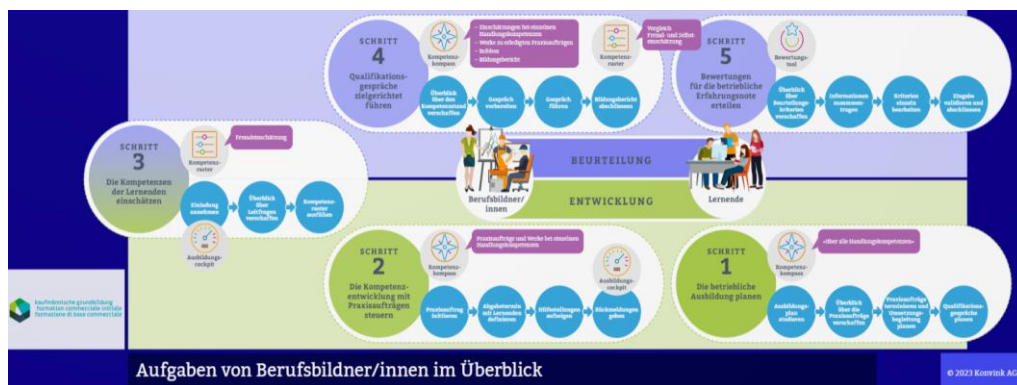 SCHRITT
4
Qualifikations-
gespräche
zielgerichtet
führen
Kompetenz-
kompass
– Einschätzungen bei einzelnen
Handlungskompetenzen
– Werke zu erledigten Praxisaufträgen
– Bildungsbericht
Kompetenz-
raster
Vergleich
Fremd- und Selbst-
einschätzung
Überblick
über den
Kompetenzstand
verschaffen
Gespräch
vorbereiten
Gespräch
führen
Bildungsbericht
abschliessen
SCHRITT
5
Bewertungen
für die betriebliche
Erfahrungsnote
erteilen
Bewertungs-
tool
Überblick
über
Beurteilungs-
kriterien
verschaffen
Informationen
zusammen-
tragen
Kriterien
einzeln
bearbeiten
Eingabe
validieren und
abschliessen
SCHRITT
3
Die Kompetenzen
der Lernenden
einschätzen
Kompetenz-
raster
Fremdeinschätzung
Einladung
annehmen
Überblick
über
Leitfragen
verschaffen
Kompetenz-
raster
ausfüllen
Ausbildungs-
cockpit
BEURTEILUNG
Berufsbildner/
innen
ENTWICKLUNG
Lernende
SCHRITT
2
Die Kompetenz-
entwicklung mit
Praxisaufträgen
steuern
Kompetenz-
kompass
Praxisaufträge und Werke bei einzelnen
Handlungskompetenzen
Ausbildungs-
cockpit
Praxisauftrag
initiieren
Abgabetermin
mit Lernenden
definieren
Hilfestellungen
aufzeigen
Rückmeldungen
geben
SCHRITT
1
Die betriebliche
Ausbildung planen
Kompetenz-
kompass
«Über alle Handlungskompetenzen»
Ausbildungs-
plan
studieren
Überblick
über die
Praxisaufträge
verschaffen
Praxisaufträge
terminieren und
Umsetzungs-
begleitung
planen
Qualifikations-
gespräche
planen
kaufmännische grundbildung
formation commerciale initiale
formazione di base commerciale
Aufgaben von Berufsbildner/innen im Überblick
© 2023 Konvink AG